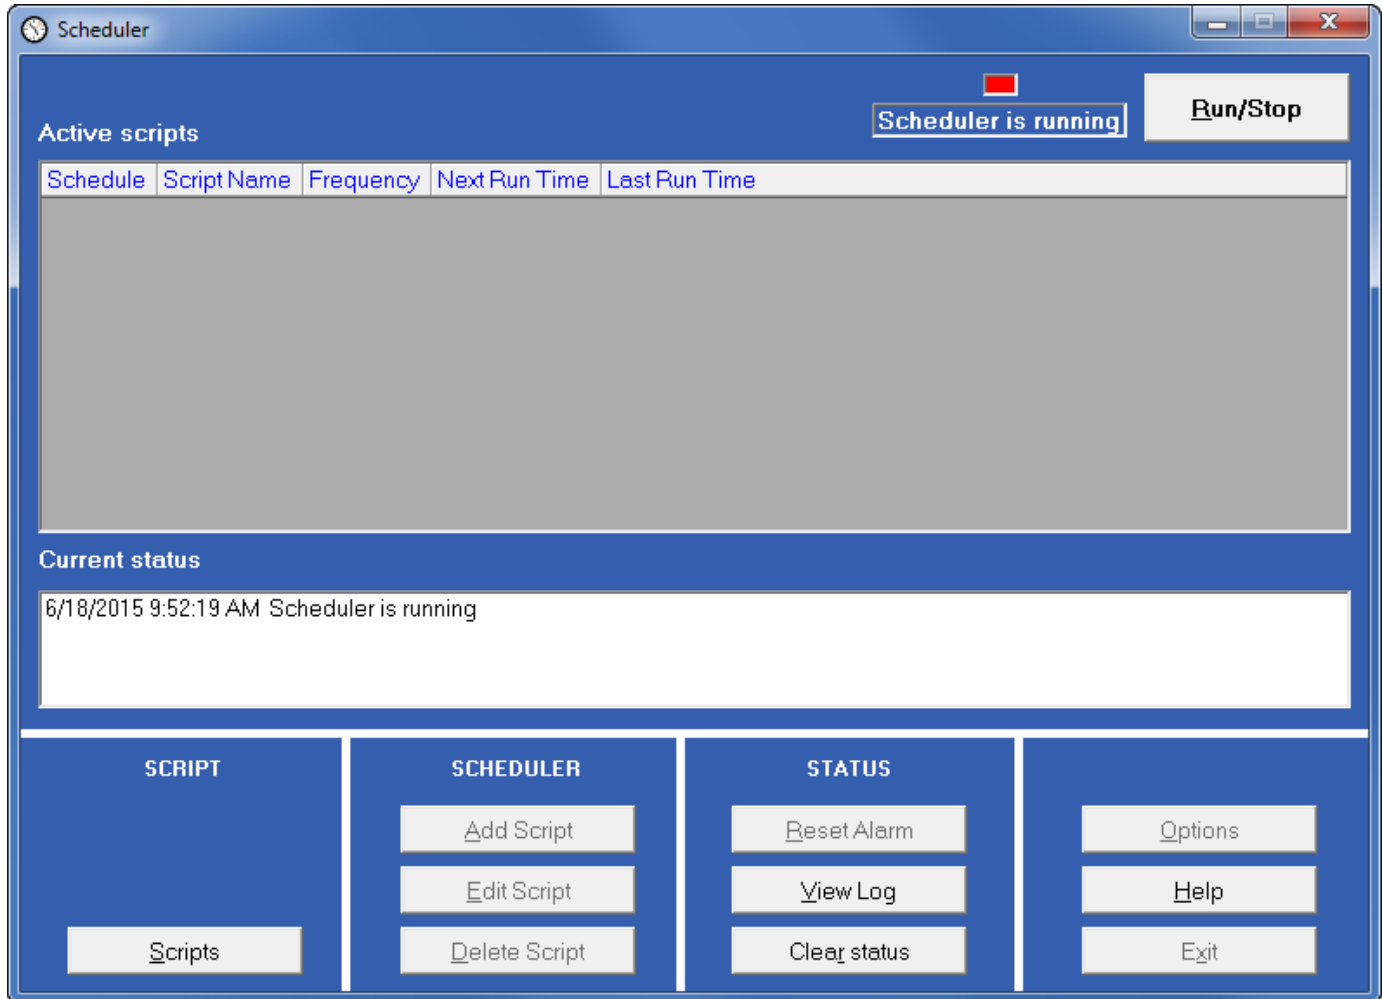 Scheduler
Scheduler is running
Run/Stop
Active scripts
Schedule Script Name Frequency Next Run Time Last Run Time
Current status
6/18/2015 9:52:19 AM Scheduler is running
SCRIPT SCHEDULER STATUS
Add Script Reset Alarm Options
Edit Script View Log Help
Scripts Delete Script Clear status Exit